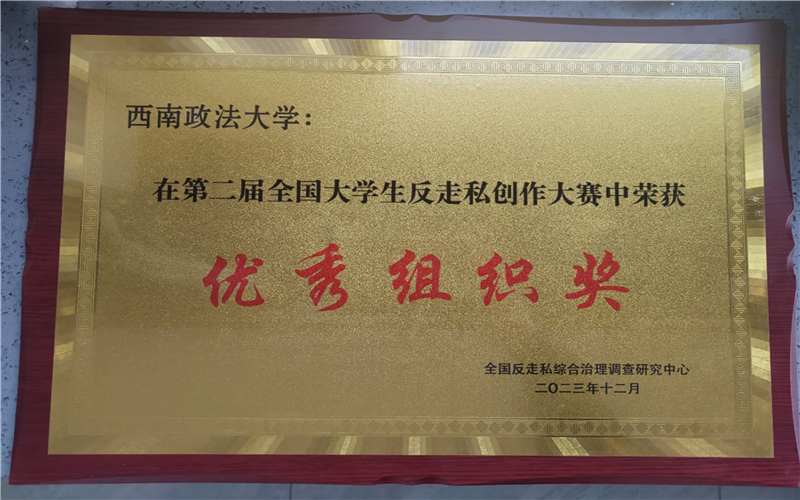 西南政法大学：
在第二届全国大学生反走私创作大赛中荣获
优秀组织奖
全国反走私综合治理调查研究中心
二〇二三年十二月